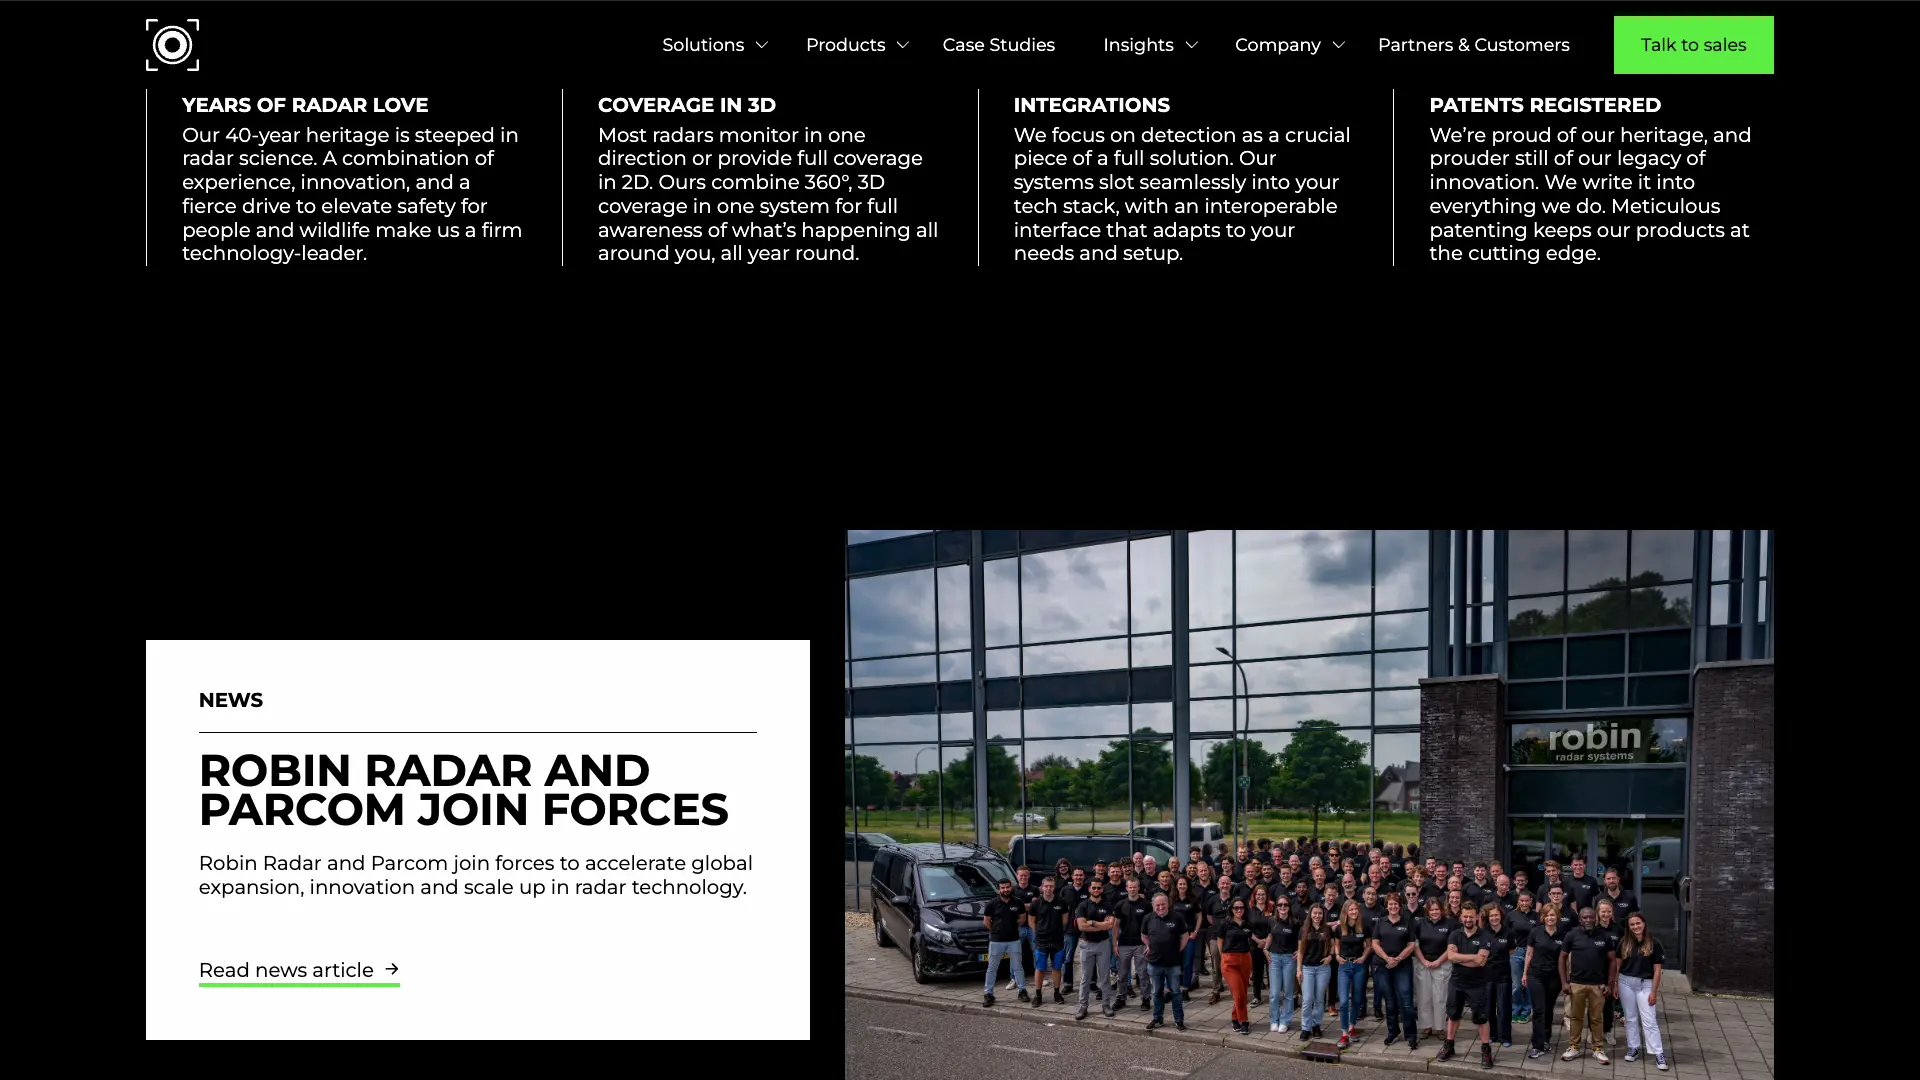 Solutions
Products
Case Studies
Insights
Company
Partners & Customers
Talk to sales
YEARS OF RADAR LOVE
Our 40-year heritage is steeped in
radar science. A combination of
experience, innovation, and a
fierce drive to elevate safety for
people and wildlife make us a firm
technology-leader.
COVERAGE IN 3D
Most radars monitor in one
direction or provide full coverage
in 2D. Ours combine 360°, 3D
coverage in one system for full
awareness of what’s happening all
around you, all year round.
INTEGRATIONS
We focus on detection as a crucial
piece of a full solution. Our
systems slot seamlessly into your
tech stack, with an interoperable
interface that adapts to your
needs and setup.
PATENTS REGISTERED
We’re proud of our heritage, and
prouder still of our legacy of
innovation. We write it into
everything we do. Meticulous
patenting keeps our products at
the cutting edge.
NEWS
ROBIN RADAR AND
PARCOM JOIN FORCES
Robin Radar and Parcom join forces to accelerate global
expansion, innovation and scale up in radar technology.
Read news article →
robin
radar systems